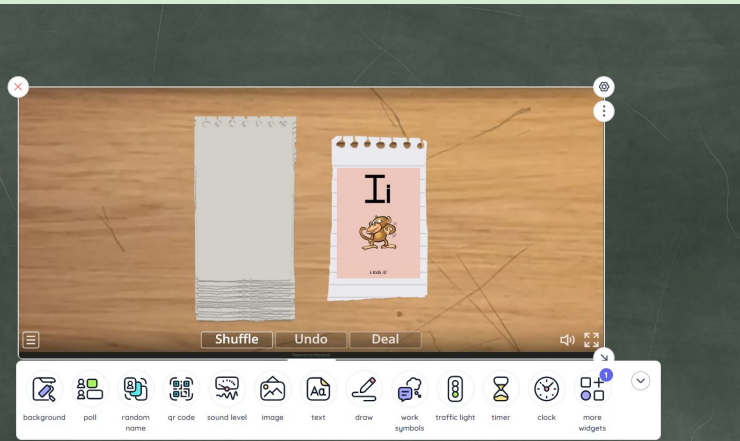 Ii
i itch /i/
Shuffle
Undo
Deal
1
background
poll
random
name
qr code
sound level
image
text
draw
work
symbols
traffic light
timer
clock
more
widgets
Aa